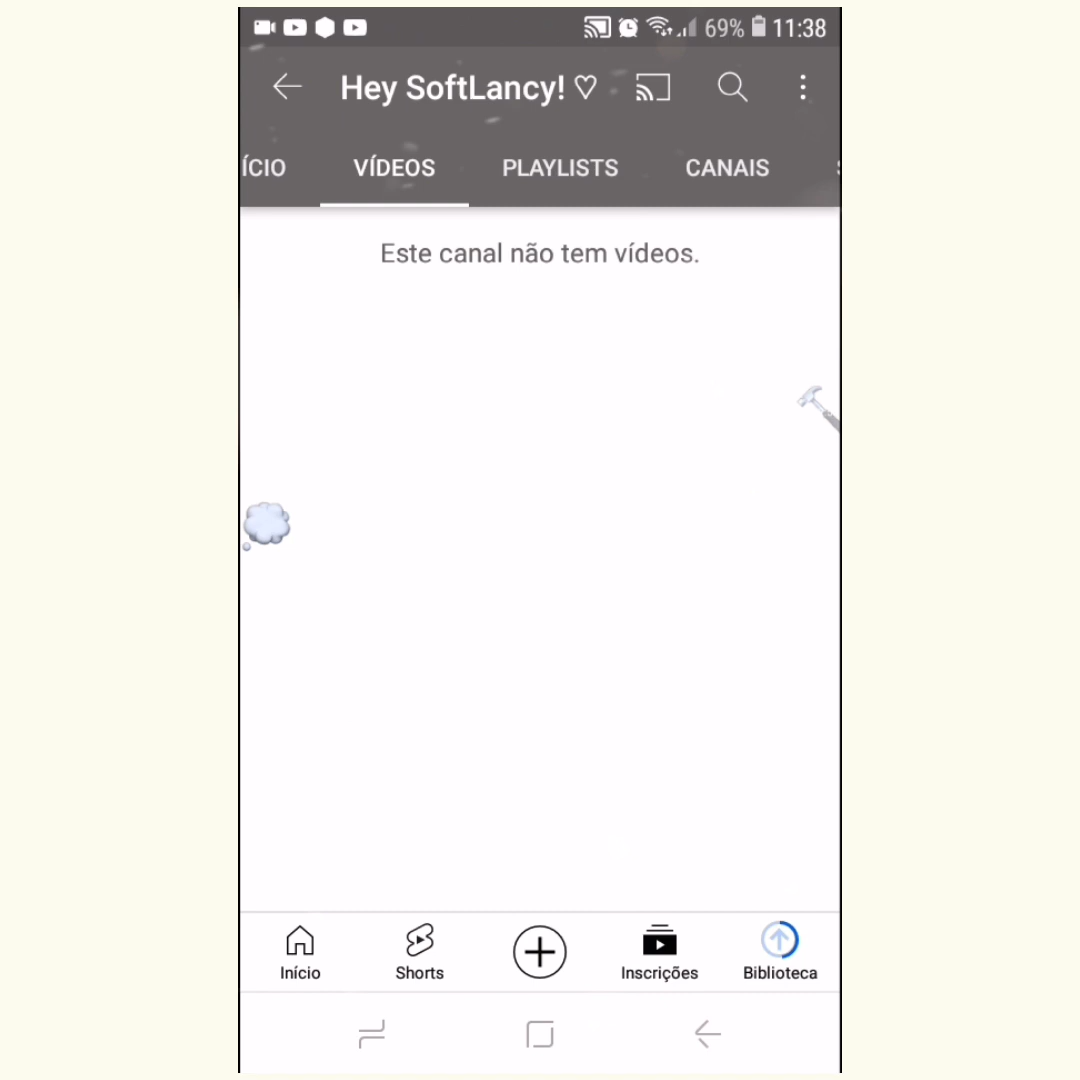 69% 11:38
Hey SoftLancy! ♡
ÍCIO VÍDEOS PLAYLISTS CANAIS
Este canal não tem vídeos.
Início Shorts Inscrições Biblioteca